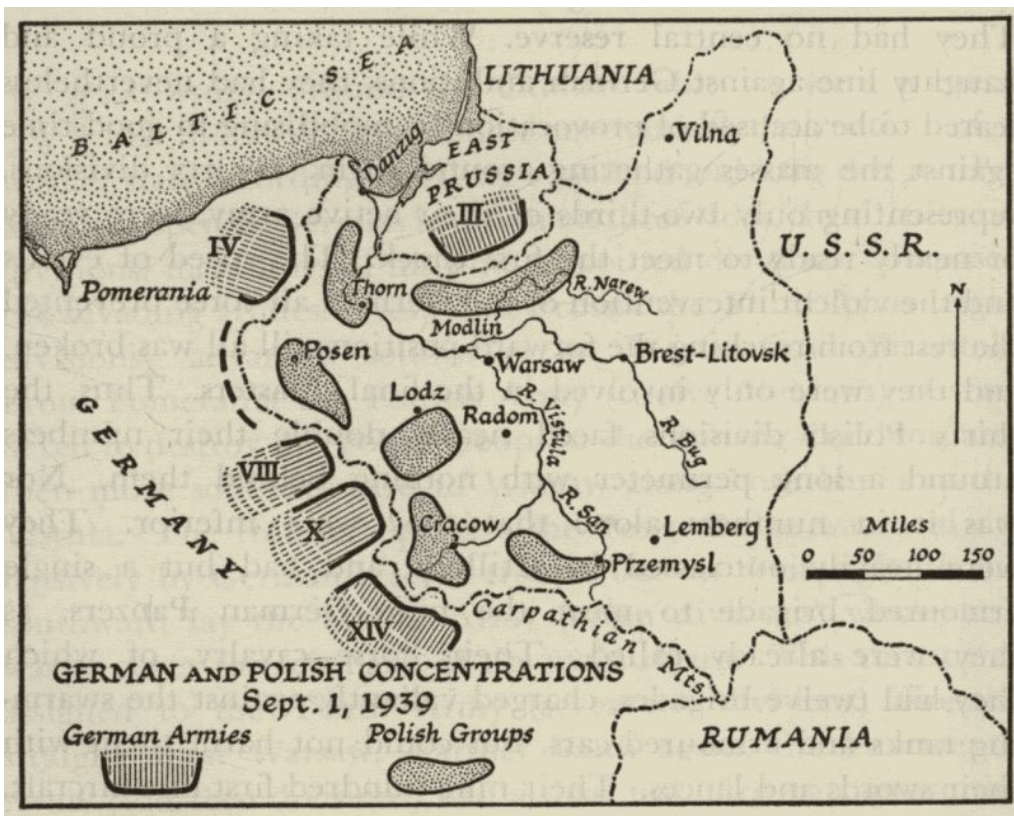 BALTIC SEA
LITHUANIA
Vilna
Danzig
EAST
PRUSSIA
III
IV
U.S.S.R.
Pomerania
Thorn
R. Narew
N
Modlin
Posen
Warsaw
Brest-Litovsk
Lodz
R. Vistula
Radom
R. Bug
GERMANY
VIII
X
Cracow
R. San
Lemberg
Przemysl
Miles
0 50 100 150
XIV
Carpathian Mts.
GERMAN AND POLISH CONCENTRATIONS
Sept. 1, 1939
German Armies
Polish Groups
RUMANIA